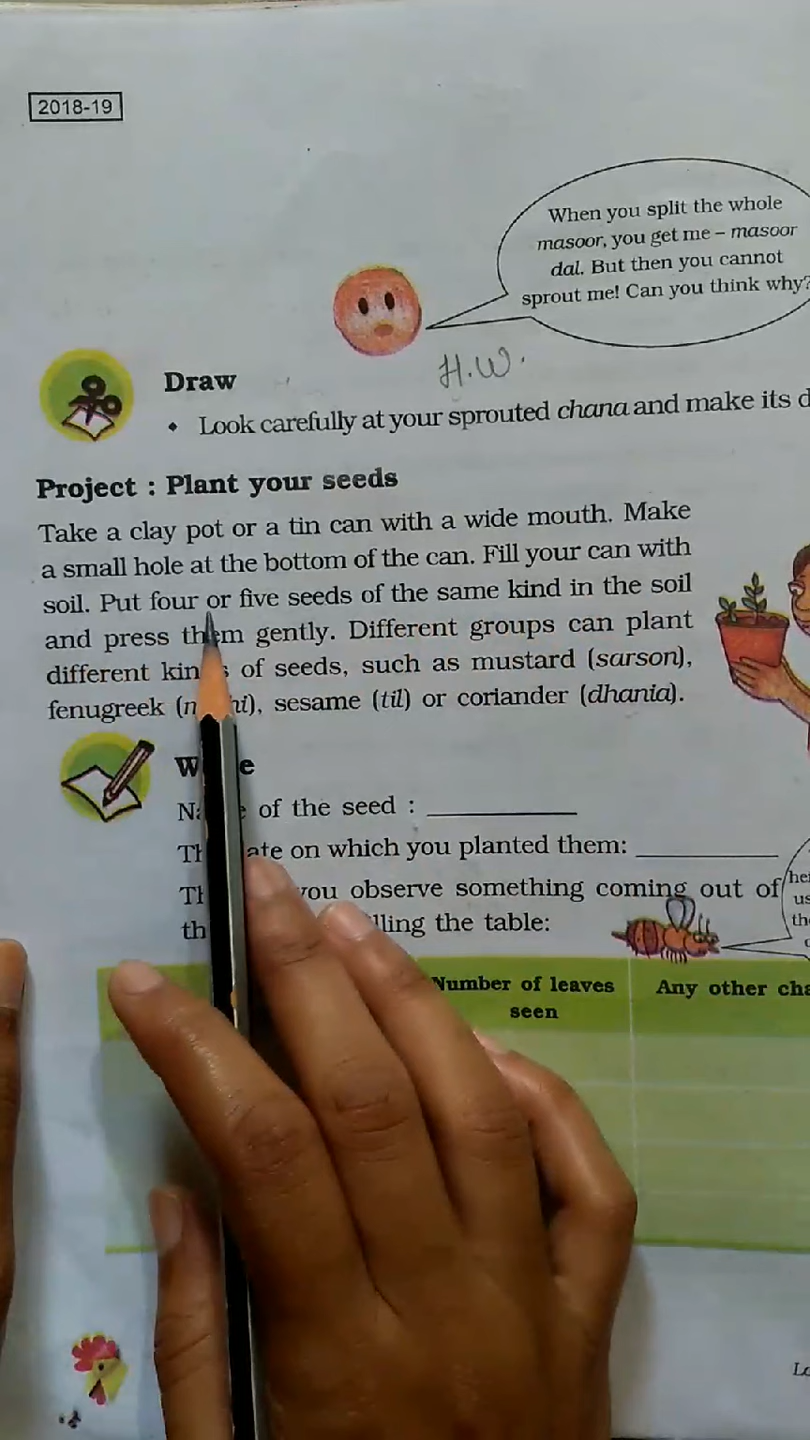 2018-19
When you split the whole
masoor, you get me – masoor
dal. But then you cannot
sprout me! Can you think why?
H.W.
Draw
• Look carefully at your sprouted chana and make its
Project : Plant your seeds
Take a clay pot or a tin can with a wide mouth. Make
a small hole at the bottom of the can. Fill your can with
soil. Put four or five seeds of the same kind in the soil
and press them gently. Different groups can plant
different kinds of seeds, such as mustard (sarson),
fenugreek (methi), sesame (til) or coriander (dhania).
Write
Name of the seed :
The date on which you planted them:
you observe something coming out of
the table:
Number of leaves
seen
Any other